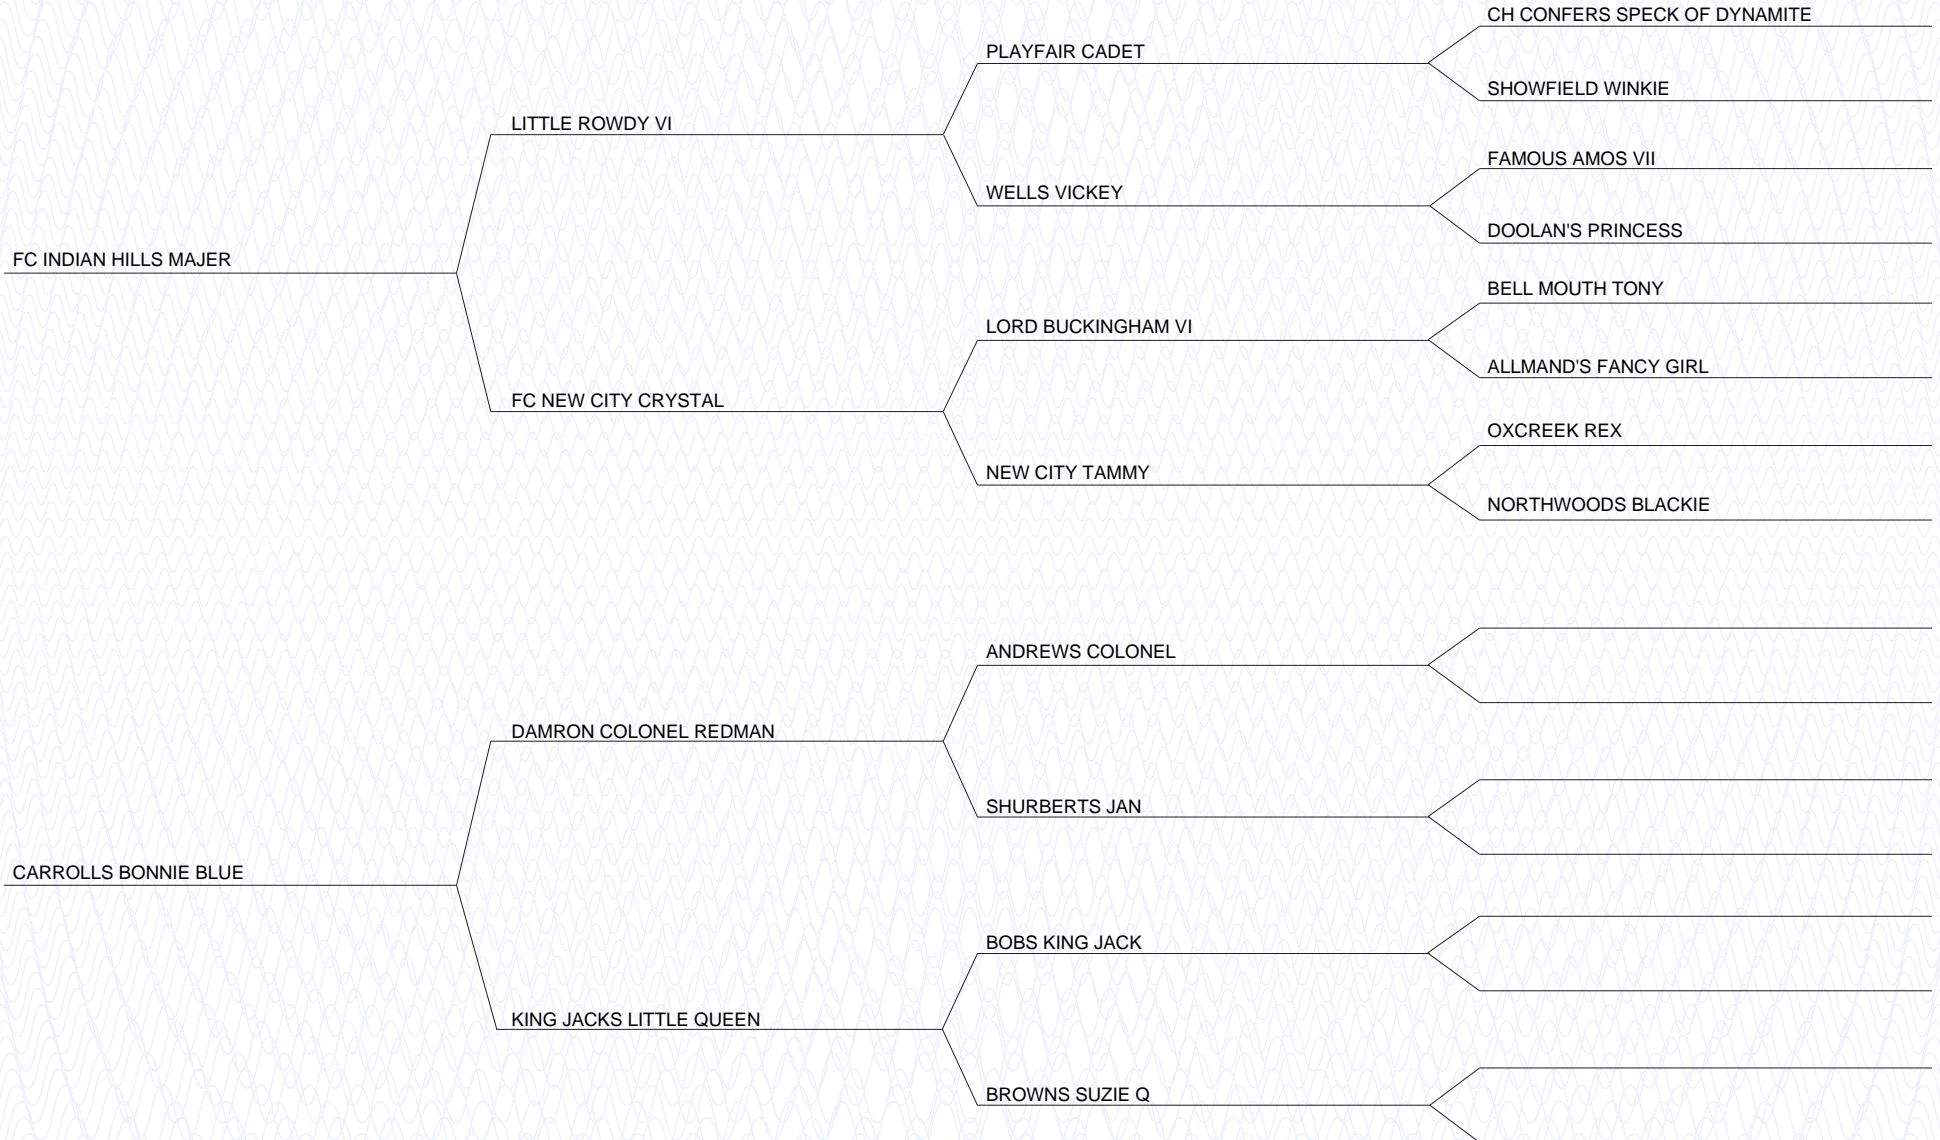 CH CONFERS SPECK OF DYNAMITE
PLAYFAIR CADET
SHOWFIELD WINKIE
LITTLE ROWDY VI
FAMOUS AMOS VII
WELLS VICKEY
DOOLAN'S PRINCESS
FC INDIAN HILLS MAJER
BELL MOUTH TONY
LORD BUCKINGHAM VI
ALLMAND'S FANCY GIRL
FC NEW CITY CRYSTAL
OXCREEK REX
NEW CITY TAMMY
NORTHWOODS BLACKIE
ANDREWS COLONEL
DAMRON COLONEL REDMAN
SHURBERTS JAN
CARROLLS BONNIE BLUE
BOBS KING JACK
KING JACKS LITTLE QUEEN
BROWNS SUZIE Q